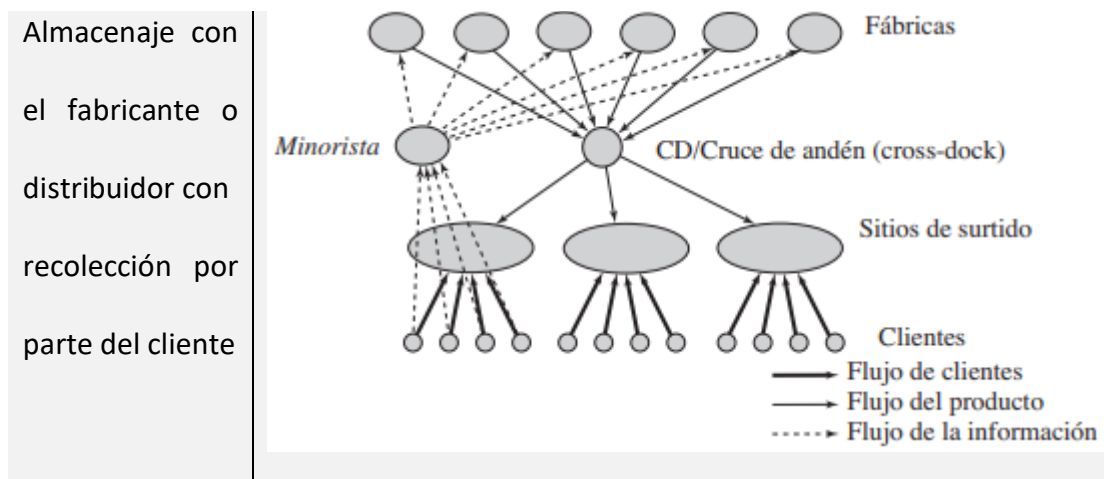 Almacenaje con
el fabricante o
distribuidor con
recolección por
parte del cliente
Fábricas
Minorista
CD/Cruce de andén (cross-dock)
Sitios de surtido
Clientes
Flujo de clientes
Flujo del producto
Flujo de la información